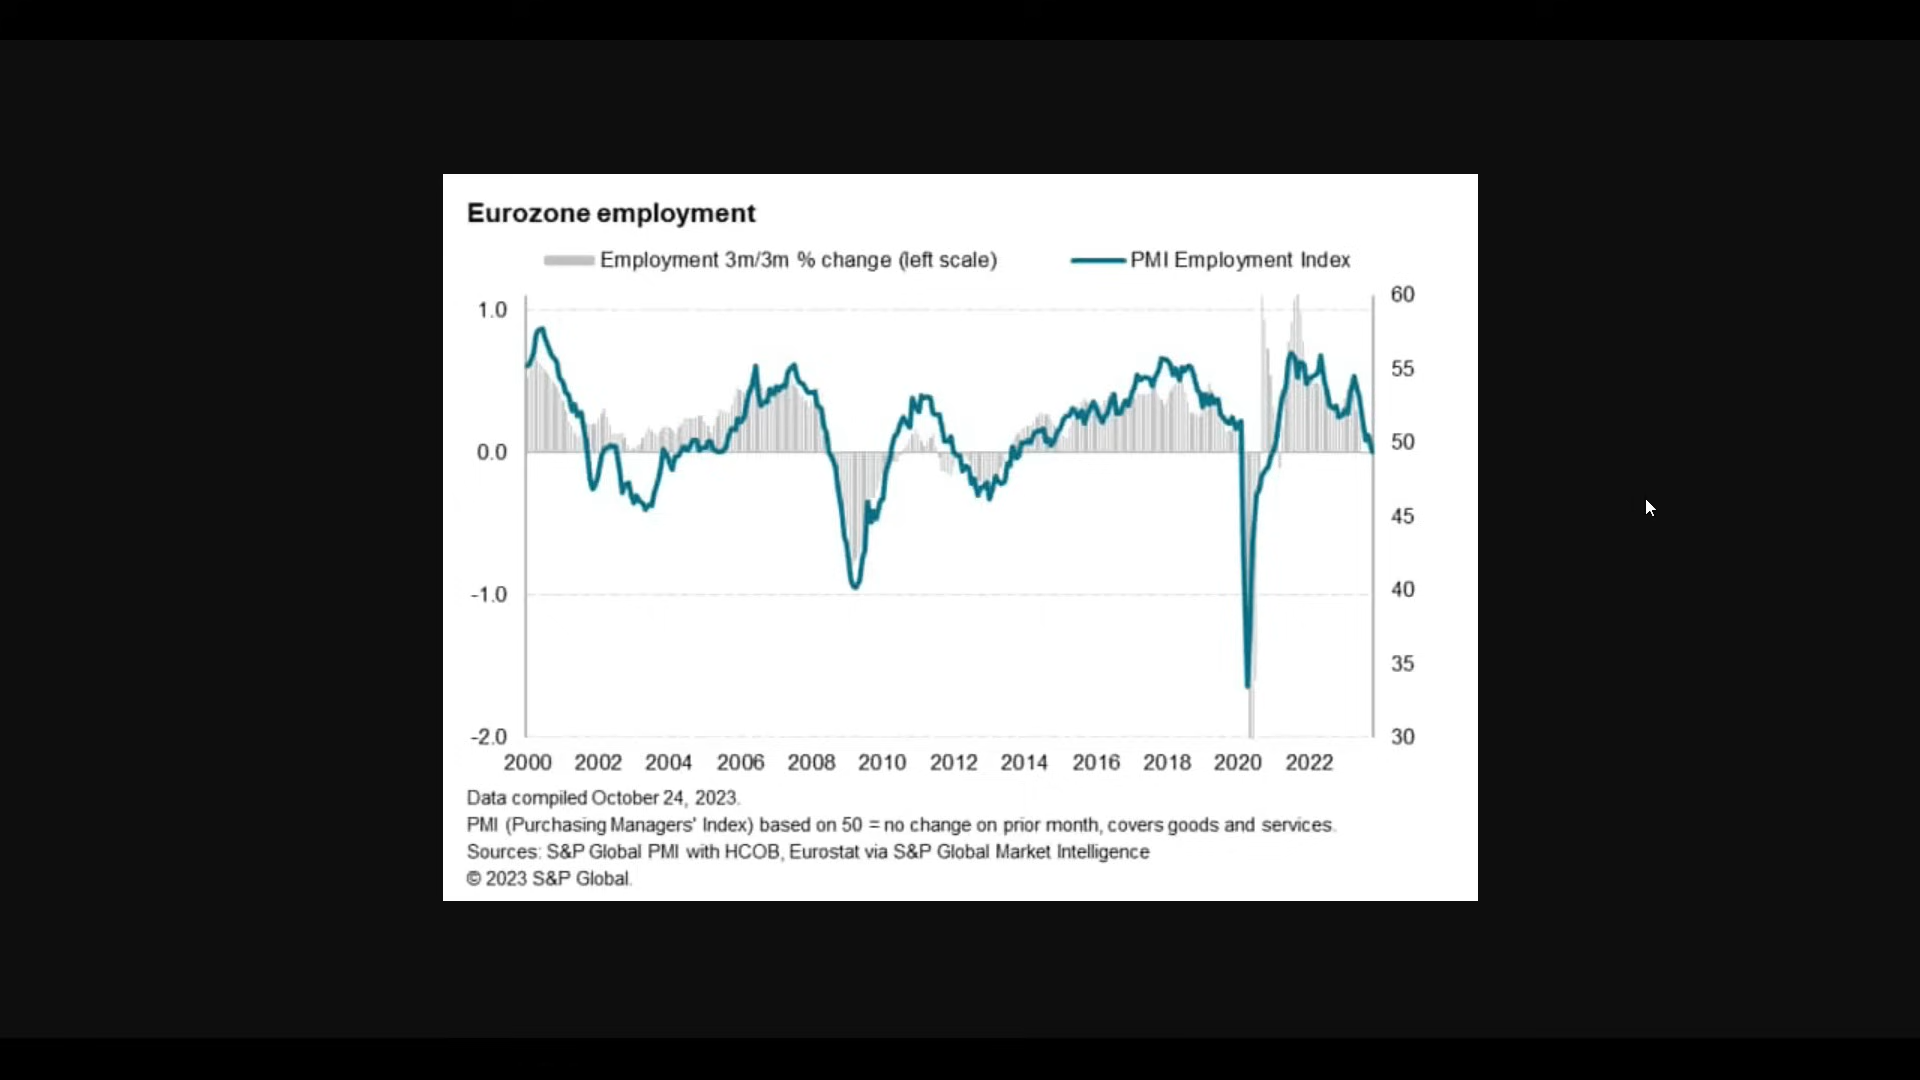 Eurozone employment
Employment 3m/3m % change (left scale) PMI Employment Index
1.0
0.0
-1.0
-2.0
60
55
50
45
40
35
30
2000 2002 2004 2006 2008 2010 2012 2014 2016 2018 2020 2022
Data compiled October 24, 2023.
PMI (Purchasing Managers' Index) based on 50 = no change on prior month, covers goods and services.
Sources: S&P Global PMI with HCOB, Eurostat via S&P Global Market Intelligence
© 2023 S&P Global.